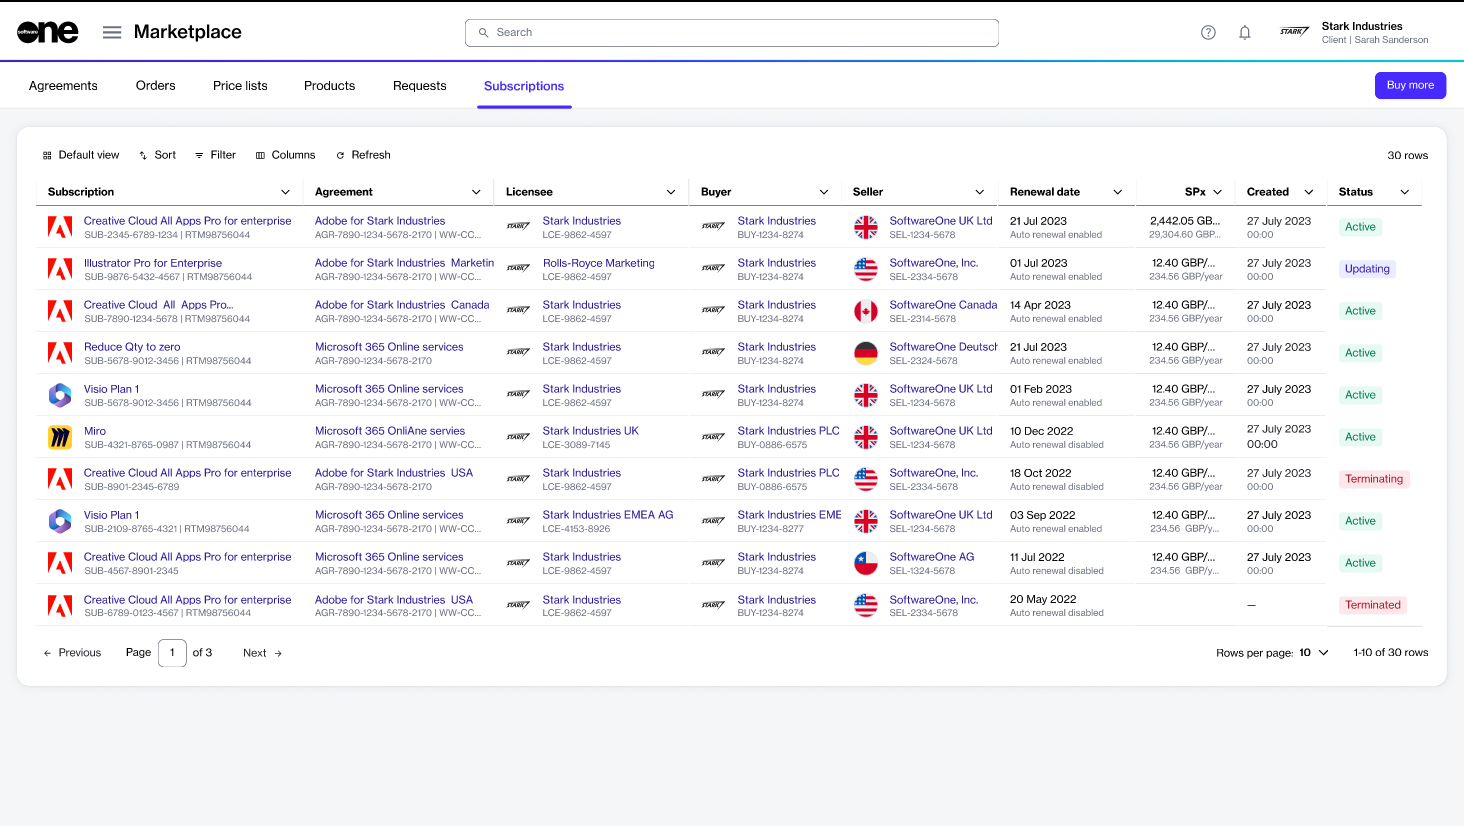 software one
Marketplace
Search
STARK
Stark Industries
Client | Sarah Sanderson
Agreements Orders Price lists Products Requests Subscriptions
Buy more
Default view Sort Filter Columns Refresh
30 rows
Subscription Agreement Licensee Buyer Seller Renewal date SPx Created Status
Creative Cloud All Apps Pro for enterprise Adobe for Stark Industries STARK Stark Industries STARK Stark Industries SoftwareOne UK Ltd 21 Jul 2023 2,442.05 GB... 27 July 2023 Active
SUB-2345-6789-1234 | RTM98756044 AGR-7890-1234-5678-2170 | WW-CC... LCE-9862-4597 BUY-1234-8274 SEL-1234-5678 Auto renewal enabled 29,304.60 GBP... 00:00
Illustrator Pro for Enterprise Adobe for Stark Industries Marketin STARK Rolls-Royce Marketing STARK Stark Industries SoftwareOne, Inc. 01 Jul 2023 12.40 GBP/... 27 July 2023 Updating
SUB-9876-5432-4567 | RTM98756044 AGR-7890-1234-5678-2170 | WW-CC... LCE-9862-4597 BUY-1234-8274 SEL-2334-5678 Auto renewal enabled 234.56 GBP/year 00:00
Creative Cloud All Apps Pro... Adobe for Stark Industries Canada STARK Stark Industries STARK Stark Industries SoftwareOne Canada 14 Apr 2023 12.40 GBP/... 27 July 2023 Active
SUB-7890-1234-5678 | RTM98756044 AGR-7890-1234-5678-2170 | WW-CC... LCE-9862-4597 BUY-1234-8274 SEL-2314-5678 Auto renewal enabled 234.56 GBP/year 00:00
Reduce Qty to zero Microsoft 365 Online services STARK Stark Industries STARK Stark Industries SoftwareOne Deutsch 21 Jul 2023 12.40 GBP/... 27 July 2023 Active
SUB-5678-9012-3456 | RTM98756044 AGR-7890-1234-5678-2170 LCE-9862-4597 BUY-1234-8274 SEL-2324-5678 Auto renewal enabled 234.56 GBP/year 00:00
Visio Plan 1 Microsoft 365 Online services STARK Stark Industries STARK Stark Industries SoftwareOne UK Ltd 01 Feb 2023 12.40 GBP/... 27 July 2023 Active
SUB-5678-9012-3456 | RTM98756044 AGR-7890-1234-5678-2170 | WW-CC... LCE-9862-4597 BUY-1234-8274 SEL-1234-5678 Auto renewal enabled 234.56 GBP/year 00:00
Miro Microsoft 365 OnliAne servies STARK Stark Industries UK STARK Stark Industries PLC SoftwareOne UK Ltd 10 Dec 2022 12.40 GBP/... 27 July 2023 Active
SUB-4321-8765-0987 | RTM98756044 AGR-7890-1234-5678-2170 | WW-CC... LCE-3089-7145 BUY-0886-6575 SEL-1234-5678 Auto renewal disabled 234.56 GBP/year 00:00
Creative Cloud All Apps Pro for enterprise Adobe for Stark Industries USA STARK Stark Industries STARK Stark Industries PLC SoftwareOne, Inc. 18 Oct 2022 12.40 GBP/... 27 July 2023 Terminating
SUB-8901-2345-6789 AGR-7890-1234-5678-2170 LCE-9862-4597 BUY-0886-6575 SEL-2334-5678 Auto renewal disabled 234.56 GBP/year 00:00
Visio Plan 1 Microsoft 365 Online services STARK Stark Industries EMEA AG STARK Stark Industries EME SoftwareOne UK Ltd 03 Sep 2022 12.40 GBP/... 27 July 2023 Active
SUB-2109-8765-4321 | RTM98756044 AGR-7890-1234-5678-2170 | WW-CC... LCE-4153-8926 BUY-1234-8277 SEL-1234-5678 Auto renewal enabled 234.56 GBP/y... 00:00
Creative Cloud All Apps Pro for enterprise Microsoft 365 Online services STARK Stark Industries STARK Stark Industries SoftwareOne AG 11 Jul 2022 12.40 GBP/... 27 July 2023 Active
SUB-4567-8901-2345 AGR-7890-1234-5678-2170 | WW-CC... LCE-9862-4597 BUY-1234-8274 SEL-1324-5678 Auto renewal disabled 234.56 GBP/y... 00:00
Creative Cloud All Apps Pro for enterprise Adobe for Stark Industries USA STARK Stark Industries STARK Stark Industries SoftwareOne, Inc. 20 May 2022 — Terminated
SUB-6789-0123-4567 | RTM98756044 AGR-7890-1234-5678-2170 | WW-CC... LCE-9862-4597 BUY-1234-8274 SEL-2334-5678 Auto renewal disabled
Previous Page 1 of 3 Next
Rows per page: 10 1-10 of 30 rows